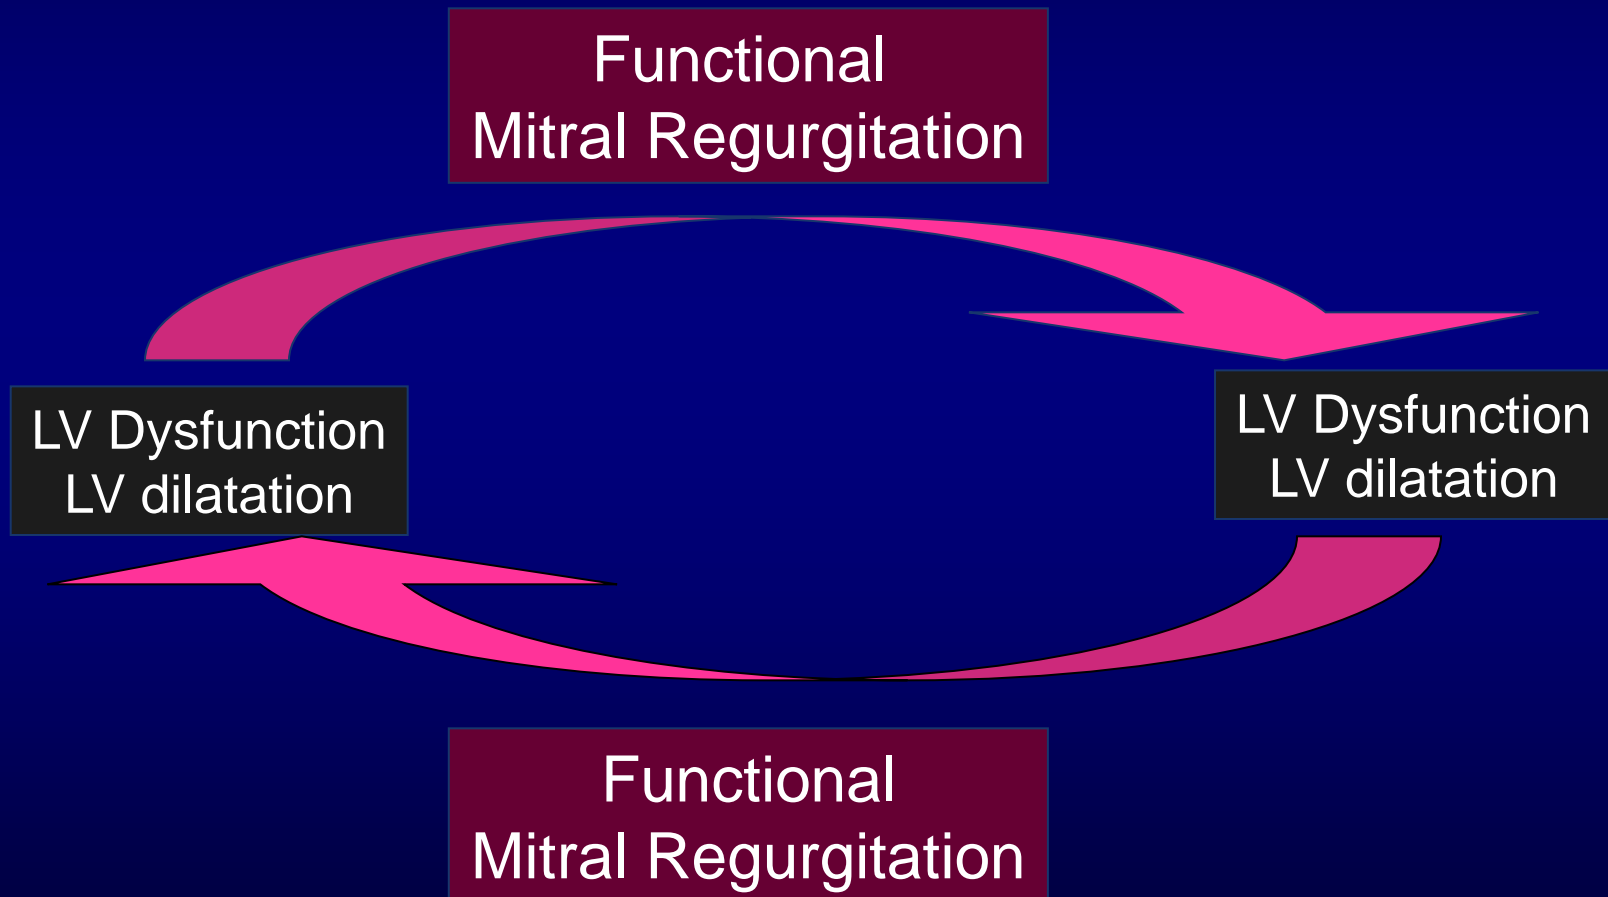 Functional
Mitral Regurgitation
LV Dysfunction
LV dilatation
LV Dysfunction
LV dilatation
Functional
Mitral Regurgitation